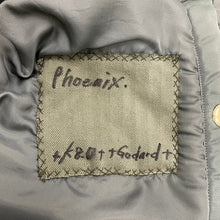 Phoenix.
+/- 8.0 + +Godard +